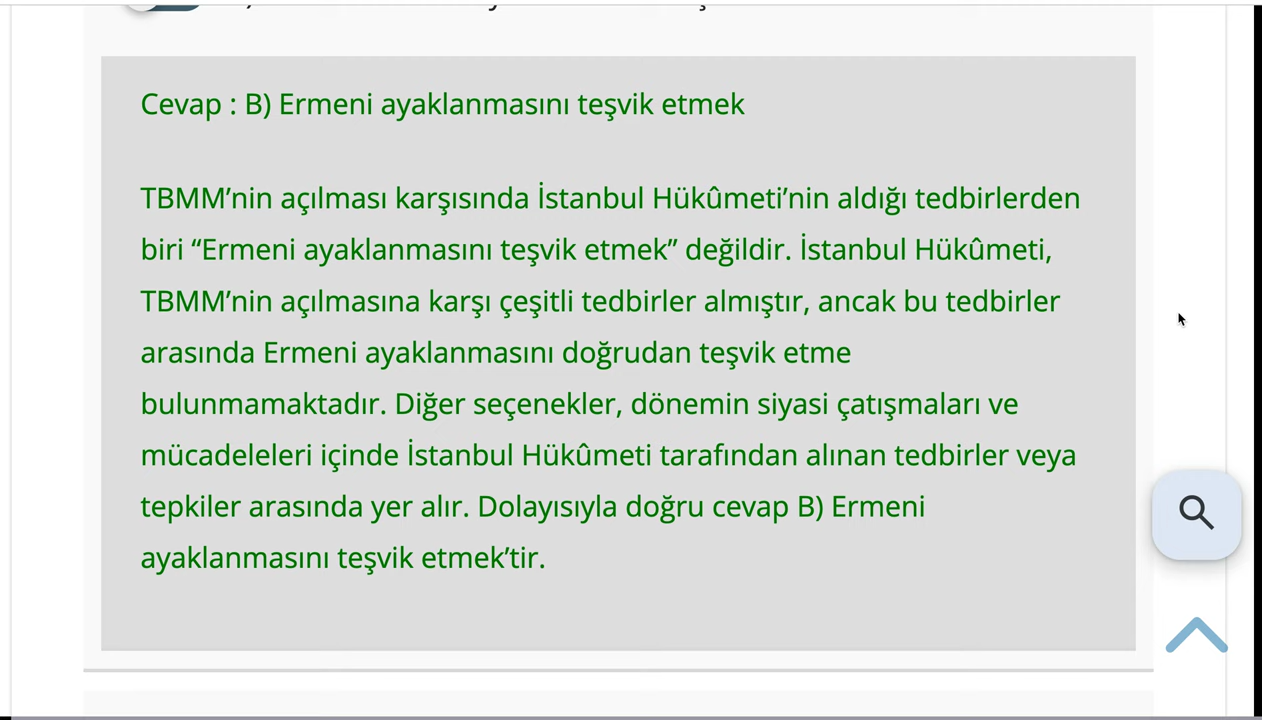 Cevap : B) Ermeni ayaklanmasını teşvik etmek
TBMM’nin açılması karşısında İstanbul Hükûmeti’nin aldığı tedbirlerden
biri “Ermeni ayaklanmasını teşvik etmek” değildir. İstanbul Hükûmeti,
TBMM’nin açılmasına karşı çeşitli tedbirler almıştır, ancak bu tedbirler
arasında Ermeni ayaklanmasını doğrudan teşvik etme
bulunmamaktadır. Diğer seçenekler, dönemin siyasi çatışmaları ve
mücadeleleri içinde İstanbul Hükûmeti tarafından alınan tedbirler veya
tepkiler arasında yer alır. Dolayısıyla doğru cevap B) Ermeni
ayaklanmasını teşvik etmek’tir.